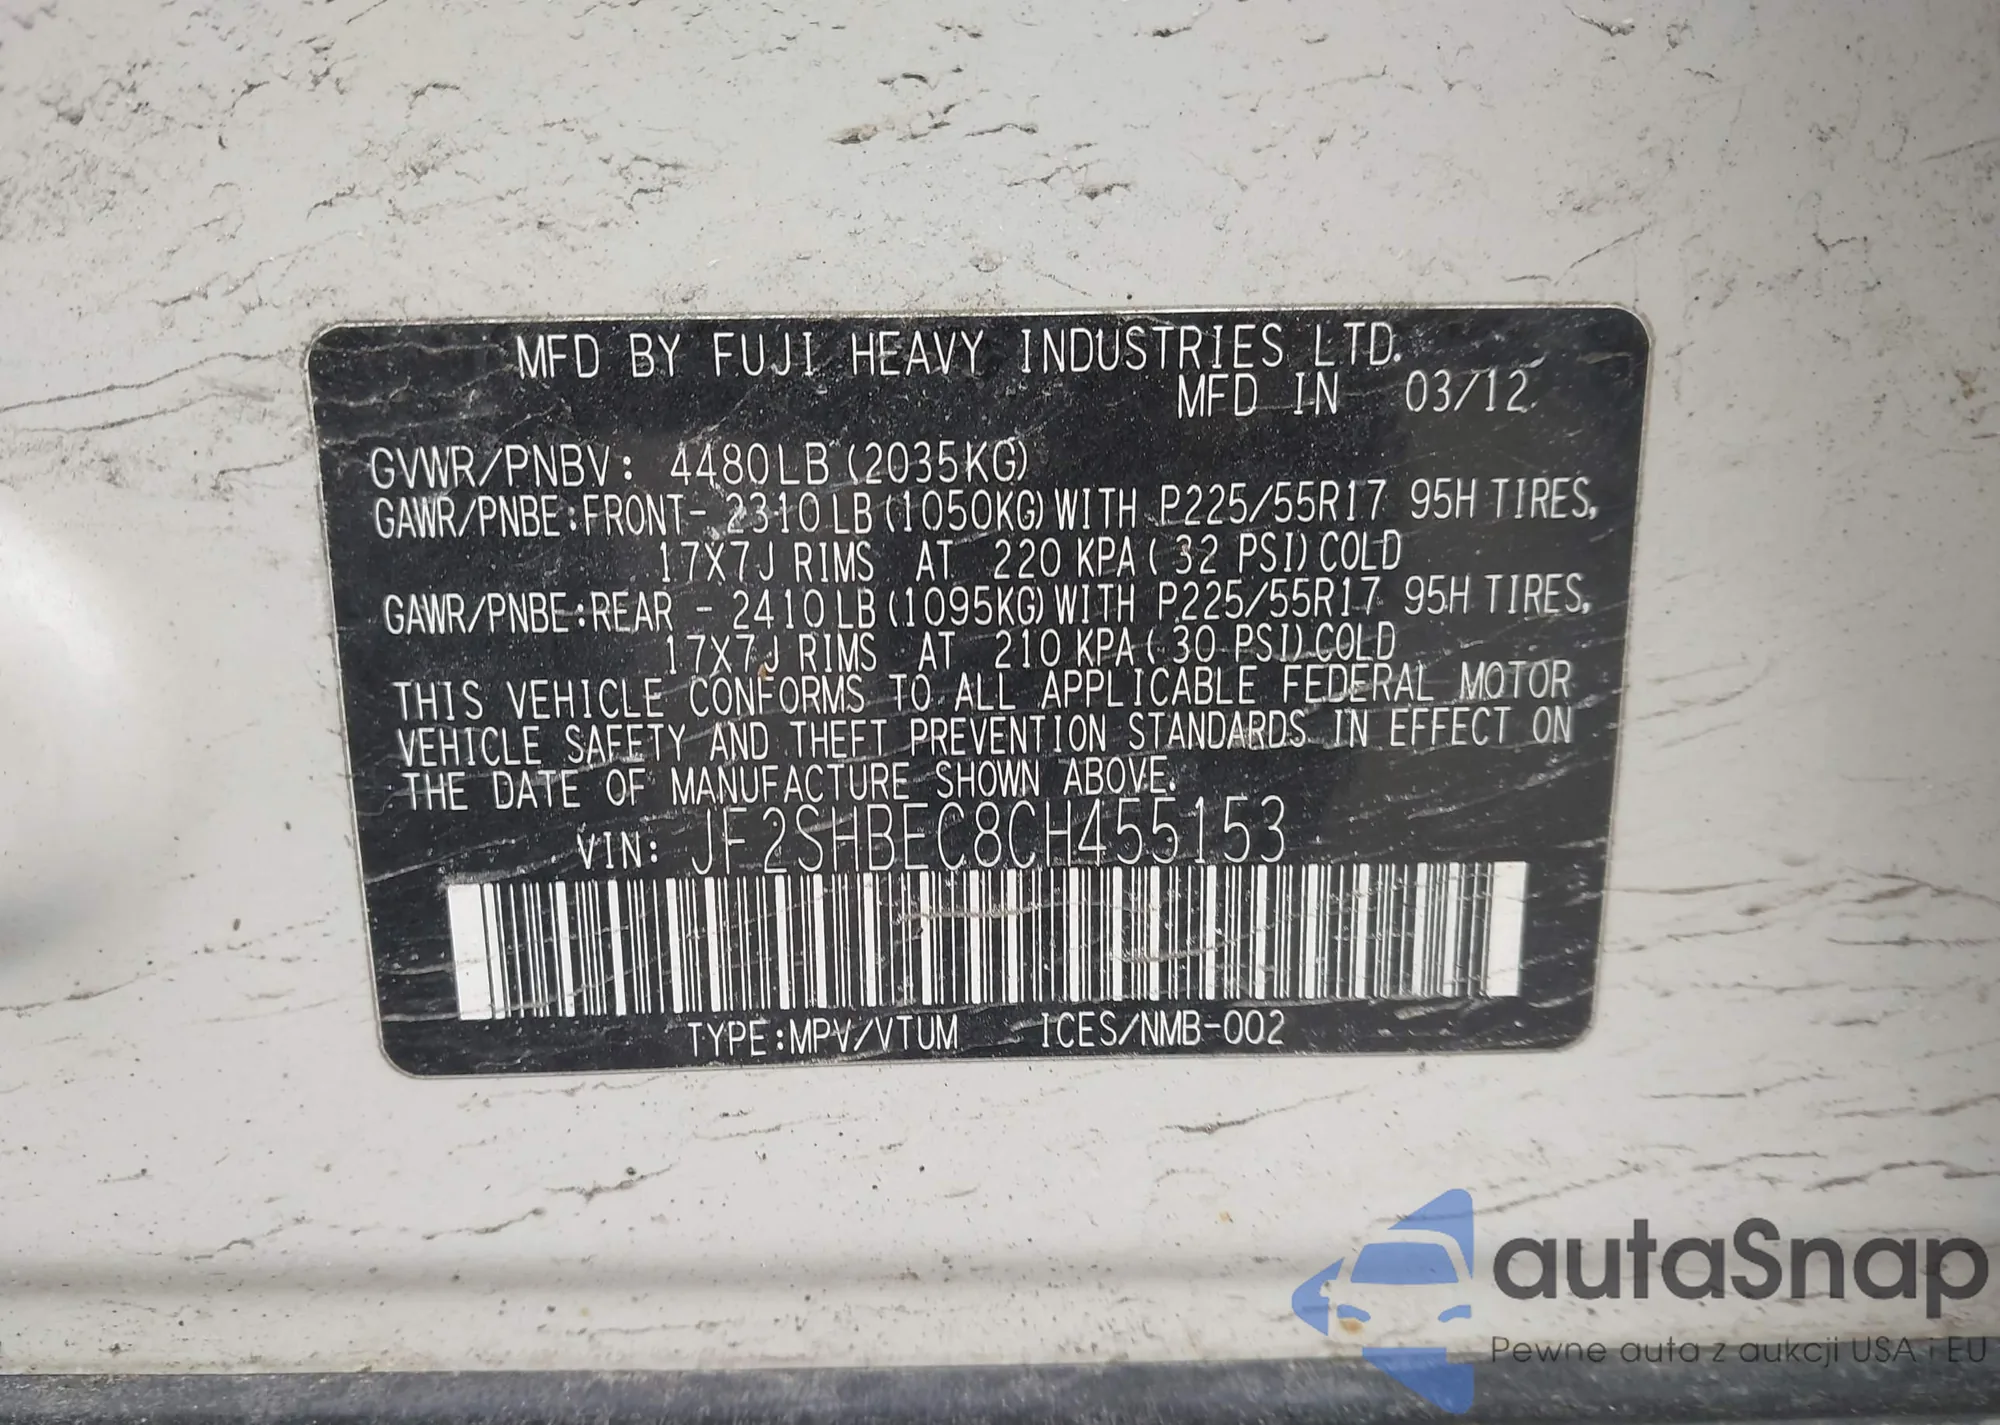 MFD BY FUJI HEAVY INDUSTRIES LTD.
MFD IN 03/12
GVWR/PNBV: 4480LB (2035KG)
GAWR/PNBE:FRONT- 2310LB (1050KG) WITH P225/55R17 95H TIRES,
17X7J RIMS AT 220 KPA ( 32 PSI) COLD
GAWR/PNBE:REAR - 2410LB (1095KG) WITH P225/55R17 95H TIRES,
17X7J RIMS AT 210 KPA ( 30 PSI) COLD
THIS VEHICLE CONFORMS TO ALL APPLICABLE FEDERAL MOTOR
VEHICLE SAFETY AND THEFT PREVENTION STANDARDS IN EFFECT ON
THE DATE OF MANUFACTURE SHOWN ABOVE.
VIN: JF2SHBEC8CH455153
TYPE:MPV/VTUM ICES/NMB-002
autaSnap
Pewne auta z aukcji USA i EU